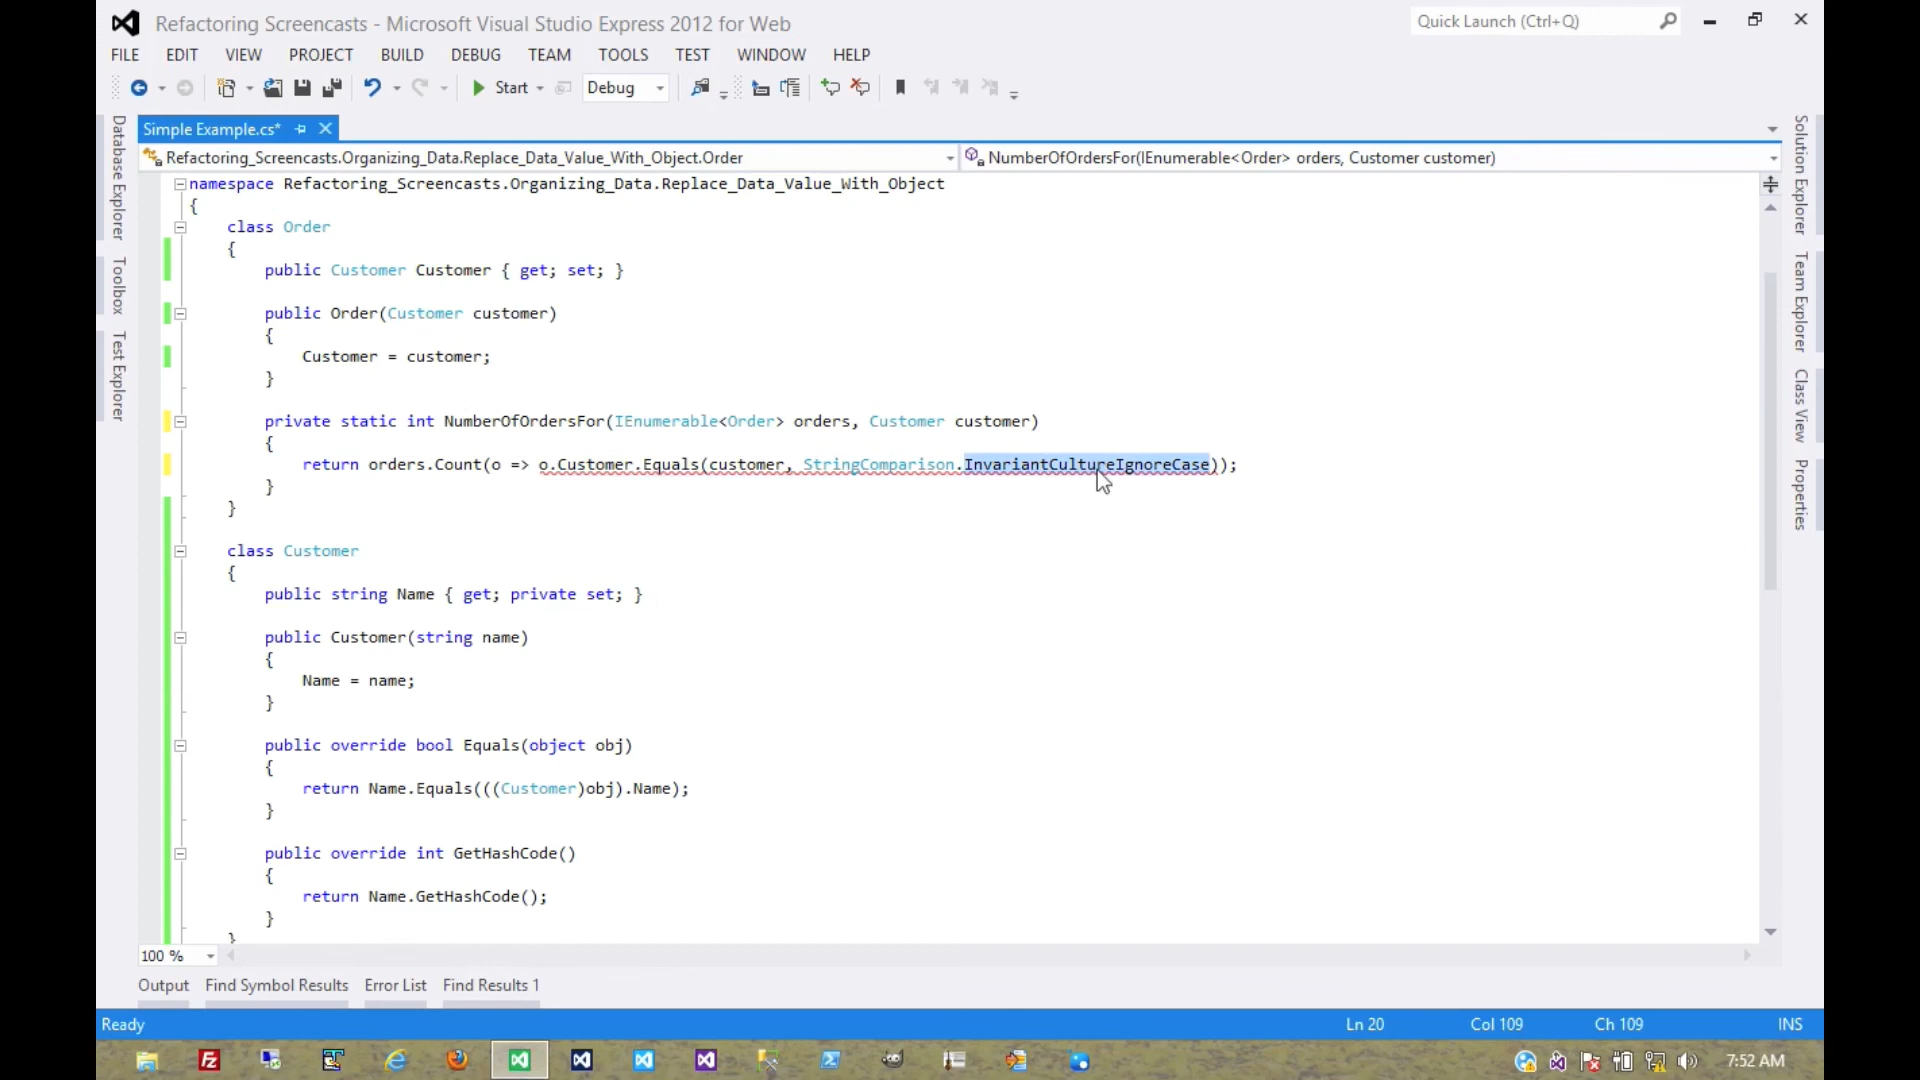 Refactoring Screencasts - Microsoft Visual Studio Express 2012 for Web
Quick Launch (Ctrl+Q)
FILE EDIT VIEW PROJECT BUILD DEBUG TEAM TOOLS TEST WINDOW HELP
Start Debug
Simple Example.cs*
Refactoring_Screencasts.Organizing_Data.Replace_Data_Value_With_Object.Order
NumberOfOrdersFor(IEnumerable<Order> orders, Customer customer)
Database Explorer
Toolbox
Test Explorer
namespace Refactoring_Screencasts.Organizing_Data.Replace_Data_Value_With_Object
{
class Order
{
public Customer Customer { get; set; }
public Order(Customer customer)
{
Customer = customer;
}
private static int NumberOfOrdersFor(IEnumerable<Order> orders, Customer customer)
{
return orders.Count(o => o.Customer.Equals(customer, StringComparison.InvariantCultureIgnoreCase));
}
}
class Customer
{
public string Name { get; private set; }
public Customer(string name)
{
Name = name;
}
public override bool Equals(object obj)
{
return Name.Equals(((Customer)obj).Name);
}
public override int GetHashCode()
{
return Name.GetHashCode();
}
}
Solution Explorer
Team Explorer
Class View
Properties
100 %
Output Find Symbol Results Error List Find Results 1
Ready Ln 20 Col 109 Ch 109 INS
7:52 AM